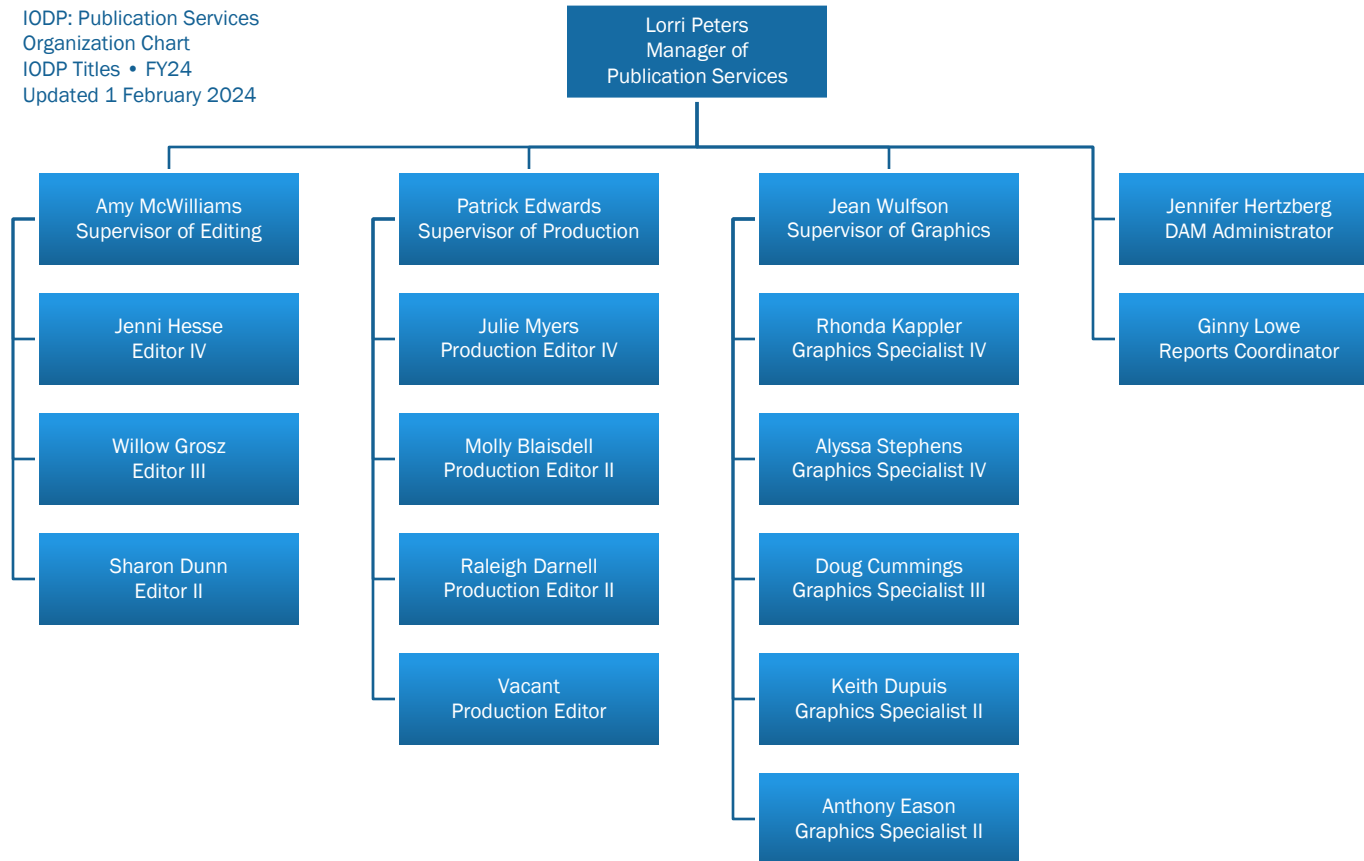 IODP: Publication Services
Organization Chart
IODP Titles • FY24
Updated 1 February 2024
Lorri Peters
Manager of
Publication Services
Amy McWilliams
Supervisor of Editing
Jenni Hesse
Editor IV
Willow Grosz
Editor III
Sharon Dunn
Editor II
Patrick Edwards
Supervisor of Production
Julie Myers
Production Editor IV
Molly Blaisdell
Production Editor II
Raleigh Darnell
Production Editor II
Vacant
Production Editor
Jean Wulfson
Supervisor of Graphics
Rhonda Kappler
Graphics Specialist IV
Alyssa Stephens
Graphics Specialist IV
Doug Cummings
Graphics Specialist III
Keith Dupuis
Graphics Specialist II
Anthony Eason
Graphics Specialist II
Jennifer Hertzberg
DAM Administrator
Ginny Lowe
Reports Coordinator